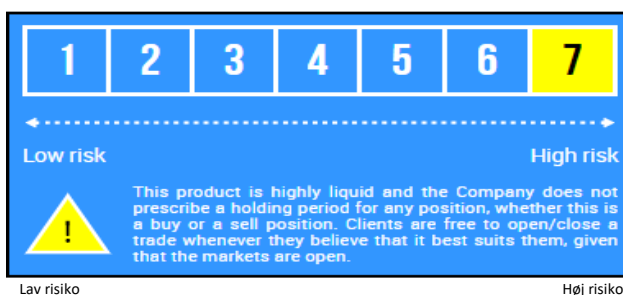 1 2 3 4 5 6 7
Low risk High risk
!
This product is highly liquid and the Company does not
prescribe a holding period for any position, whether this is
a buy or a sell position. Clients are free to open/close a
trade whenever they believe that it best suits them, given
that the markets are open.
Lav risiko Høj risiko